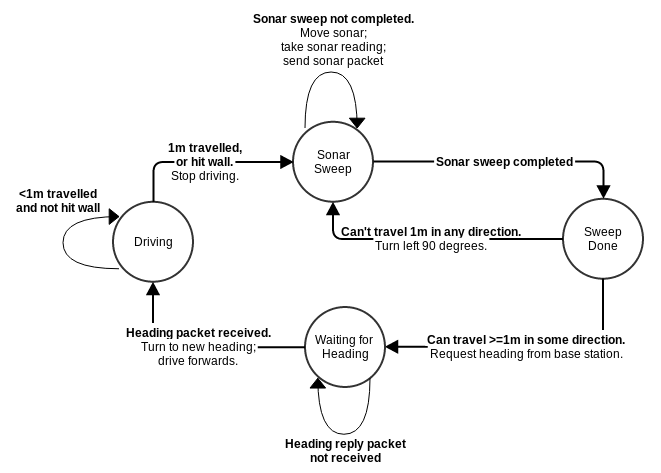 Sonar sweep not completed.
Move sonar;
take sonar reading;
send sonar packet
1m travelled,
or hit wall.
Stop driving.
Sonar
Sweep
Sonar sweep completed
<1m travelled
and not hit wall
Driving
Can't travel 1m in any direction.
Turn left 90 degrees.
Sweep
Done
Heading packet received.
Turn to new heading;
drive forwards.
Waiting for
Heading
Can travel >=1m in some direction.
Request heading from base station.
Heading reply packet
not received